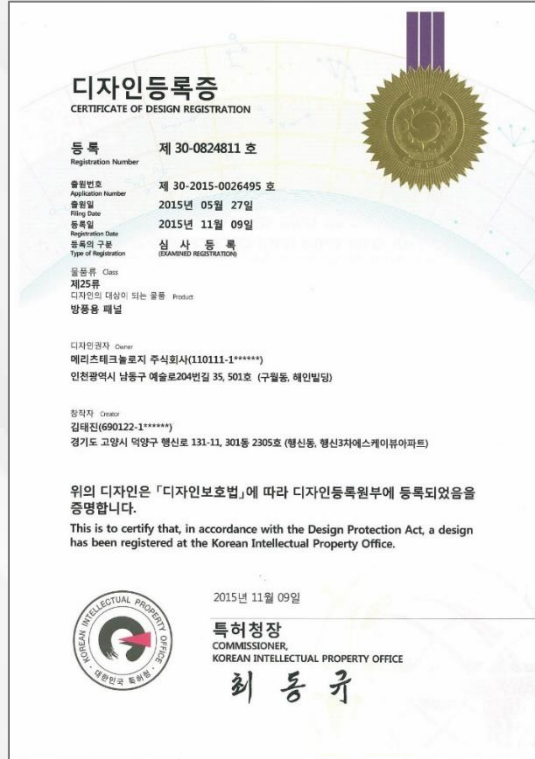 디자인등록증
CERTIFICATE OF DESIGN REGISTRATION
등 록 제 30-0824811 호
Registration Number
출원번호 제 30-2015-0026495 호
Application Number
출원일 2015년 05월 27일
Filing Date
등록일 2015년 11월 09일
Registration Date
등록의 구분 심 사 등 록
Type of Registration (EXAMINED REGISTRATION)
물품류 Class
제25류
디자인의 대상이 되는 물품 Product
방풍용 패널
디자인권자 Owner
메리츠테크놀로지 주식회사(110111-1******)
인천광역시 남동구 예술로204번길 35, 501호 (구월동, 해인빌딩)
창작자 Creator
김태진(690122-1******)
경기도 고양시 덕양구 행신로 131-11, 301동 2305호 (행신동, 행신3차에스케이뷰아파트)
위의 디자인은 「디자인보호법」에 따라 디자인등록원부에 등록되었음을
증명합니다.
This is to certify that, in accordance with the Design Protection Act, a design
has been registered at the Korean Intellectual Property Office.
2015년 11월 09일
특허청장
COMMISSIONER,
KOREAN INTELLECTUAL PROPERTY OFFICE
최 동 규
KOREAN INTELLECTUAL PROPERTY OFFICE
대한민국 특허청